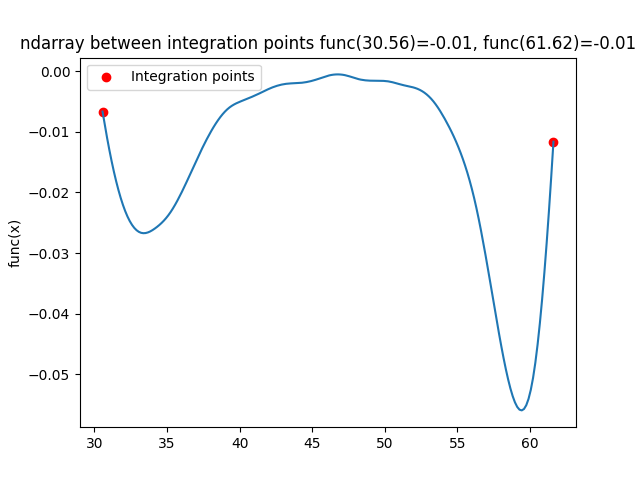 ndarray between integration points func(30.56)=-0.01, func(61.62)=-0.01
Integration points
func(x)
0.00
−0.01
−0.02
−0.03
−0.04
−0.05
30 35 40 45 50 55 60